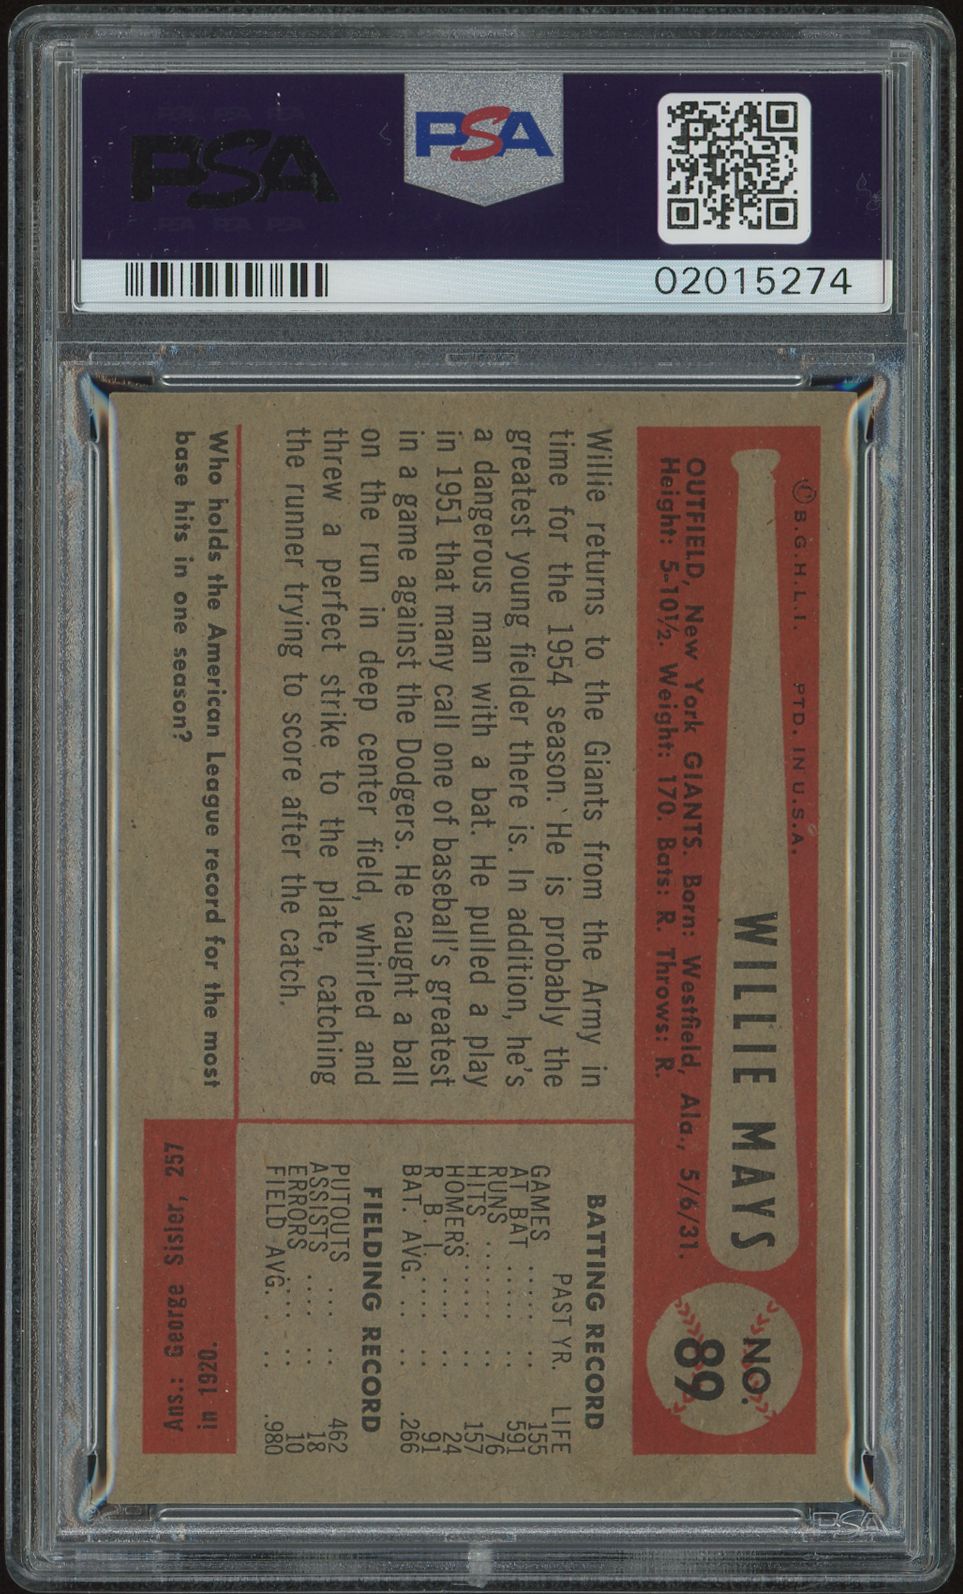 PSA
PSA
02015274
© B.G.H.L.I. PTD. IN U.S.A.
WILLIE MAYS
NO.
89
OUTFIELD, New York GIANTS. Born: Westfield, Ala., 5/6/31.
Height: 5-10½. Weight: 170. Bats: R. Throws: R.
Willie returns to the Giants from the Army in
time for the 1954 season. He is probably the
greatest young fielder there is. In addition, he's
a dangerous man with a bat. He pulled a play
in 1951 that many call one of baseball's greatest
in a game against the Dodgers. He caught a ball
on the run in deep center field, whirled and
threw a perfect strike to the plate, catching
the runner trying to score after the catch.
BATTING RECORD
PAST YR. LIFE
GAMES ..... .. 155
AT BAT ..... .. 591
RUNS ...... .. 76
HITS ...... .. 157
HOMERS ..... .. 24
R. B. I. ..... .. 91
BAT. AVG. .. .. .266
FIELDING RECORD
PUTOUTS .... .. 462
ASSISTS .... .. 18
ERRORS .... .. 10
FIELD AVG. .. .. .980
Who holds the American League record for the most
base hits in one season?
Ans.: George Sisler, 257
in 1920.
PSA